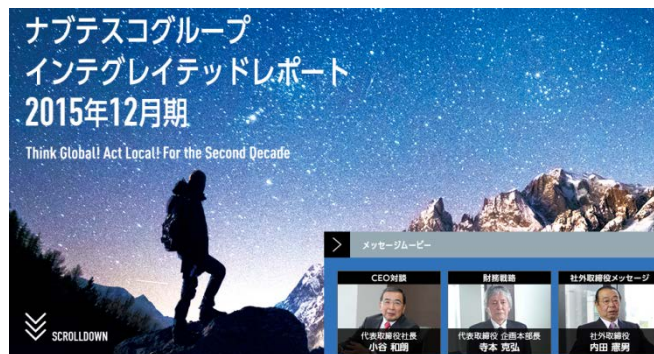 ナブテスコグループ
インテグレイテッドレポート
2015年12月期
Think Global! Act Local! For the Second Decade
メッセージムービー
CEO対談
代表取締役社長
小谷 和朗
財務戦略
代表取締役 企画本部長
寺本 克弘
社外取締役メッセージ
社外取締役
内田 憲男
SCROLLDOWN